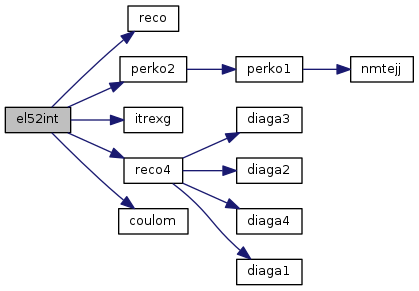 reco
perko2
perko1
nmtejj
el52int
itrexg
diaga3
reco4
diaga2
coulom
diaga4
diaga1